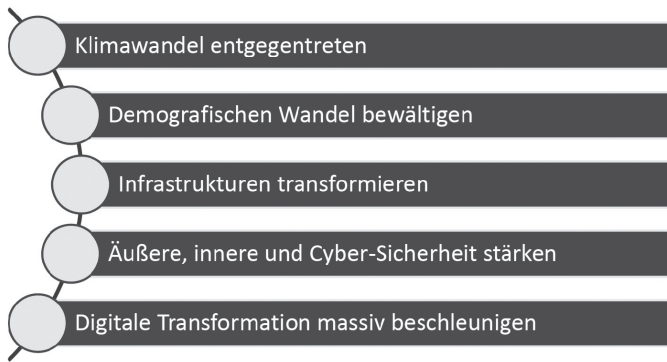 Klimawandel entgegentreten
Demografischen Wandel bewältigen
Infrastrukturen transformieren
Äußere, innere und Cyber-Sicherheit stärken
Digitale Transformation massiv beschleunigen